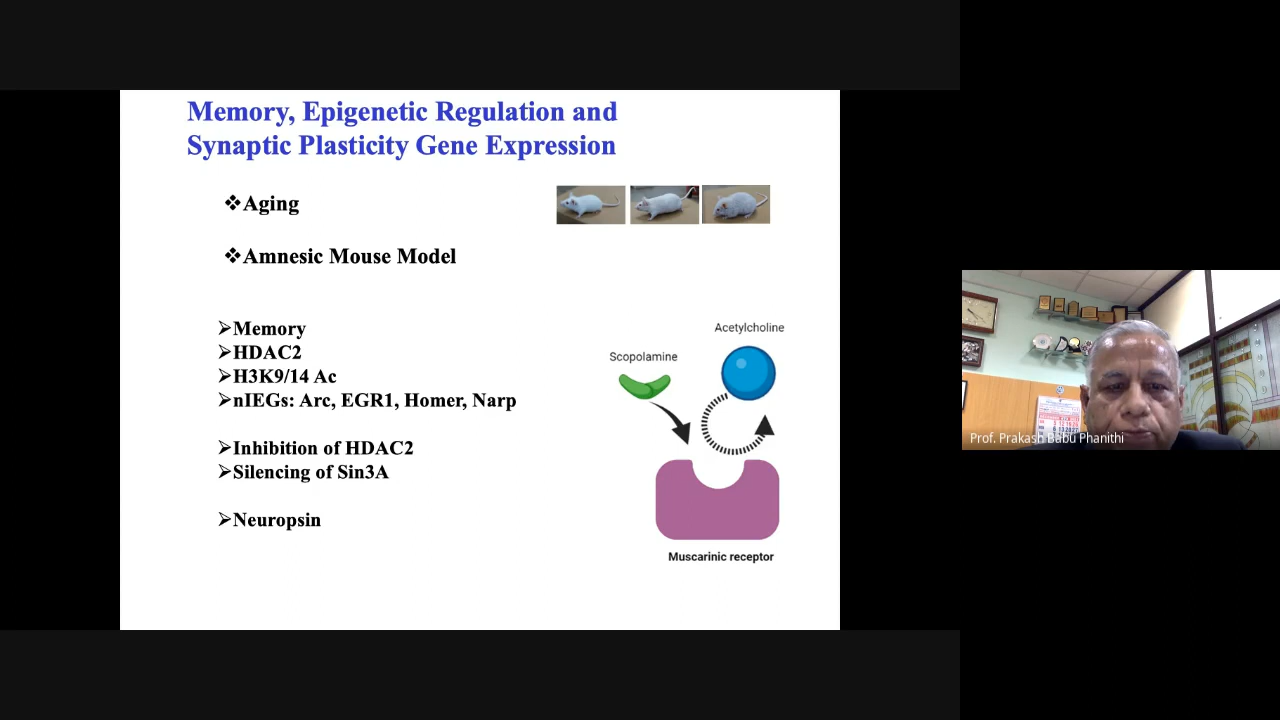 Memory, Epigenetic Regulation and
Synaptic Plasticity Gene Expression
❖Aging
❖Amnesic Mouse Model
➢Memory
➢HDAC2
➢H3K9/14 Ac
➢nIEGs: Arc, EGR1, Homer, Narp
➢Inhibition of HDAC2
➢Silencing of Sin3A
➢Neuropsin
Acetylcholine
Scopolamine
Muscarinic receptor
Prof. Prakash Babu Phanithi